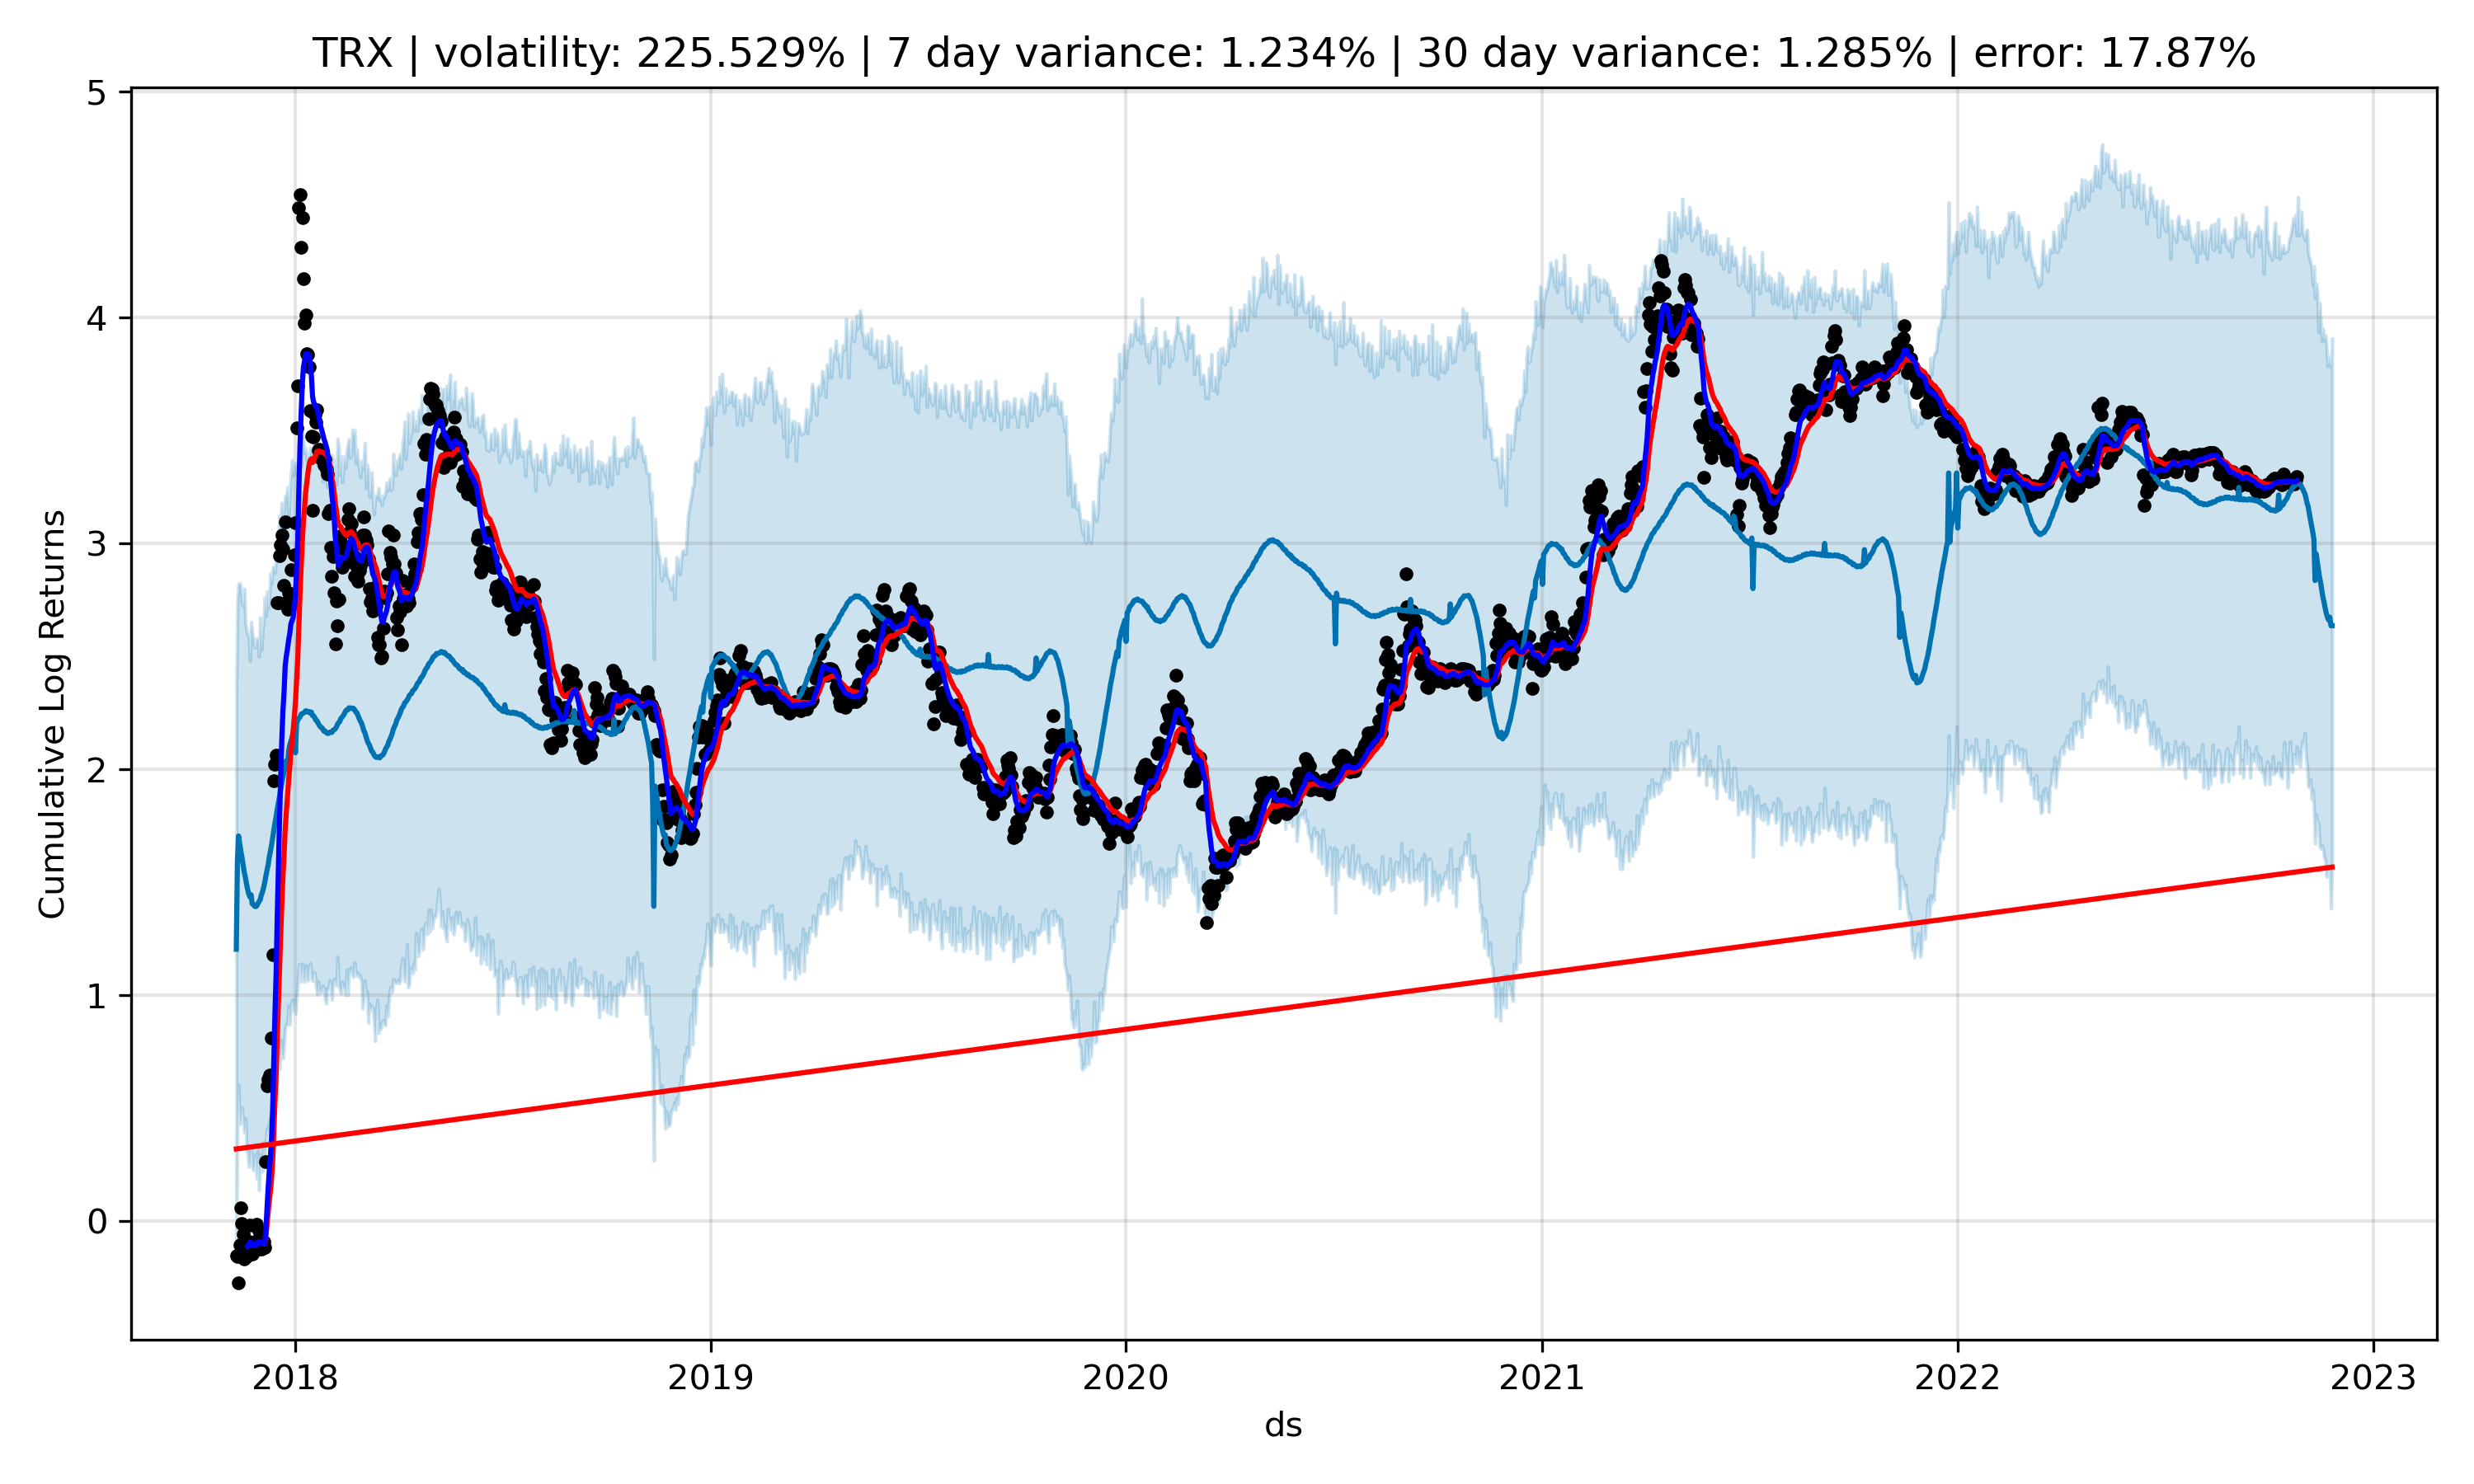 TRX | volatility: 225.529% | 7 day variance: 1.234% | 30 day variance: 1.285% | error: 17.87%
5
4
3
2
1
0
Cumulative Log Returns
2018 2019 2020 2021 2022 2023
ds